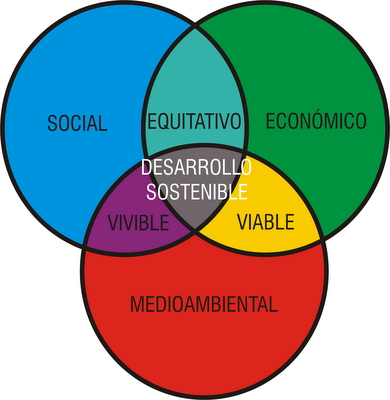 SOCIAL
EQUITATIVO
ECONÓMICO
DESARROLLO
SOSTENIBLE
VIVIBLE
VIABLE
MEDIOAMBIENTAL